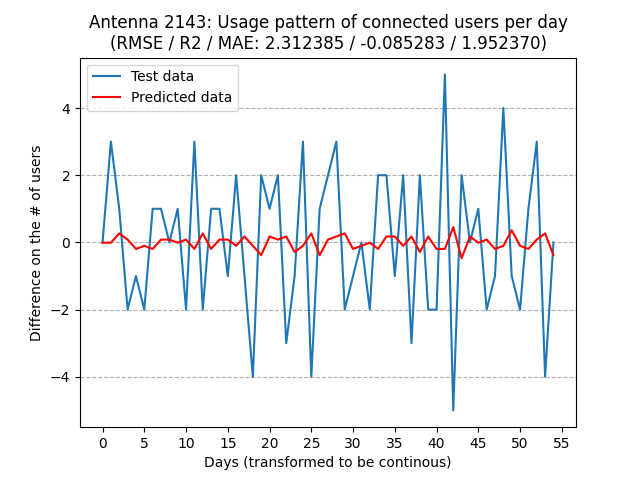 Antenna 2143: Usage pattern of connected users per day
(RMSE / R2 / MAE: 2.312385 / -0.085283 / 1.952370)
Test data
Predicted data
4
2
0
−2
−4
Difference on the # of users
0 5 10 15 20 25 30 35 40 45 50 55
Days (transformed to be continous)